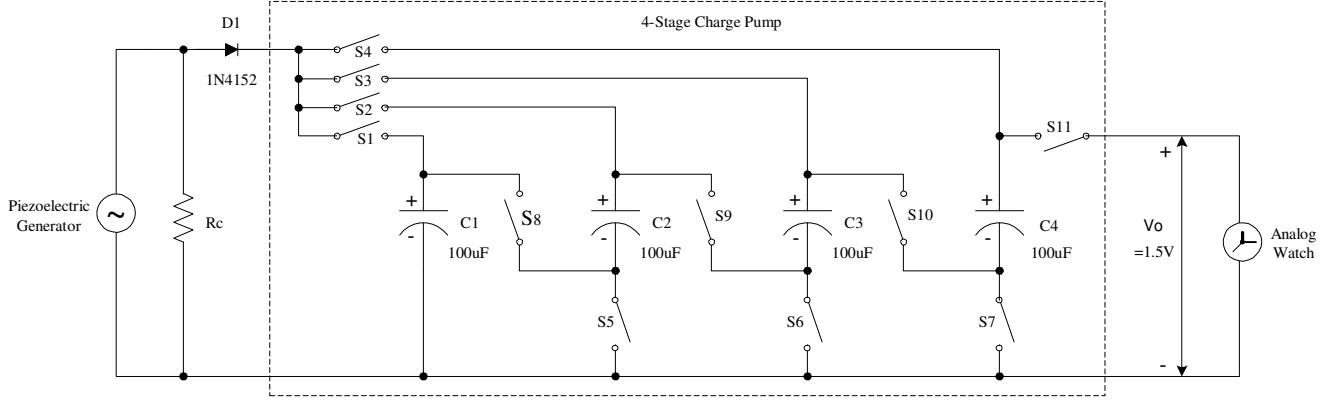 4-Stage Charge Pump
D1
1N4152
S4
S3
S2
S1
S11
Piezoelectric
Generator
~
Rc
+
-
C1
100uF
S8
+
-
C2
100uF
S9
+
-
C3
100uF
S10
+
-
C4
100uF
S5
S6
S7
+
Vo
=1.5V
-
Analog
Watch